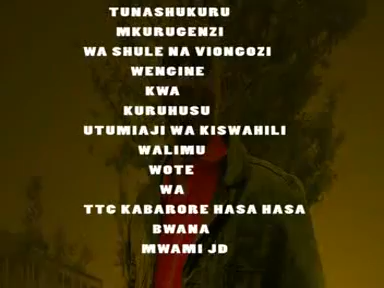 TUNASHUKURU
MKURUGENZI
WA SHULE NA VIONGOZI
WENGINE
KWA
KURUHUSU
UTUMIAJI WA KISWAHILI
WALIMU
WOTE
WA
TTC KABARORE HASA HASA
BWANA
MWAMI JD